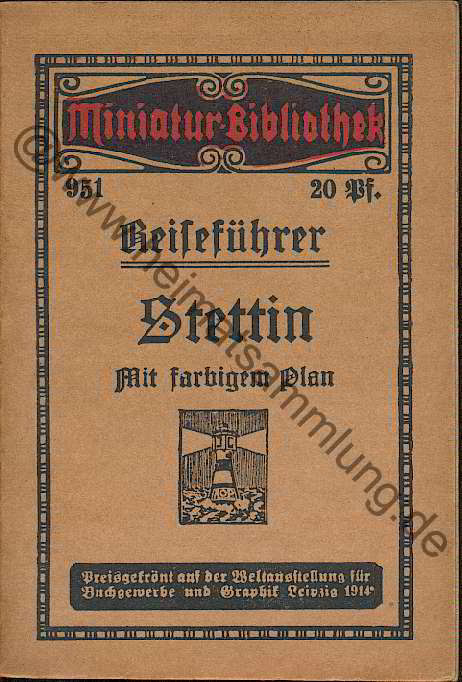 Miniatur-Bibliothek
951 20 Pf.
Reiseführer
Stettin
Mit farbigem Plan
Preisgekrönt auf der Weltausstellung für
Buchgewerbe und Graphik Leipzig 1914
© www.heimatsammlung.de